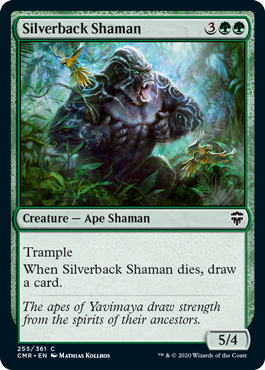 Silverback Shaman 3
Creature — Ape Shaman
Trample
When Silverback Shaman dies, draw
a card.
The apes of Yavimaya draw strength
from the spirits of their ancestors.
5/4
255/361 C
CMR • EN Mathias Kollros
™ & © 2020 Wizards of the Coast